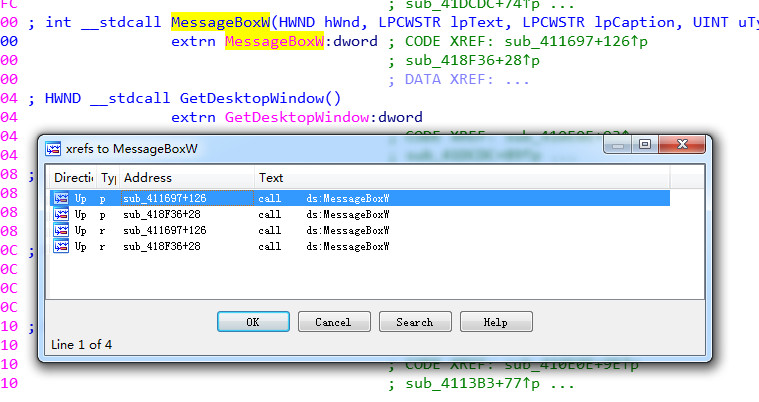 FC ; sub_41DCDC+74↑p ...
00 ; int __stdcall MessageBoxW(HWND hWnd, LPCWSTR lpText, LPCWSTR lpCaption, UINT uTy
00 extrn MessageBoxW:dword ; CODE XREF: sub_411697+126↑p
00 ; sub_418F36+28↑p
00 ; DATA XREF: ...
04 ; HWND __stdcall GetDesktopWindow()
04 extrn GetDesktopWindow:dword
04
04
08 ;
08
08
08
0C ;
0C
0C
0C
10 ;
10
10 ; CODE XREF: sub_410E0E+9E↑p
10 ; sub_4113B3+77↑p ...
xrefs to MessageBoxW
Directic Ty Address Text
Up p sub_411697+126 call ds:MessageBoxW
Up p sub_418F36+28 call ds:MessageBoxW
Up r sub_411697+126 call ds:MessageBoxW
Up r sub_418F36+28 call ds:MessageBoxW
OK Cancel Search Help
Line 1 of 4